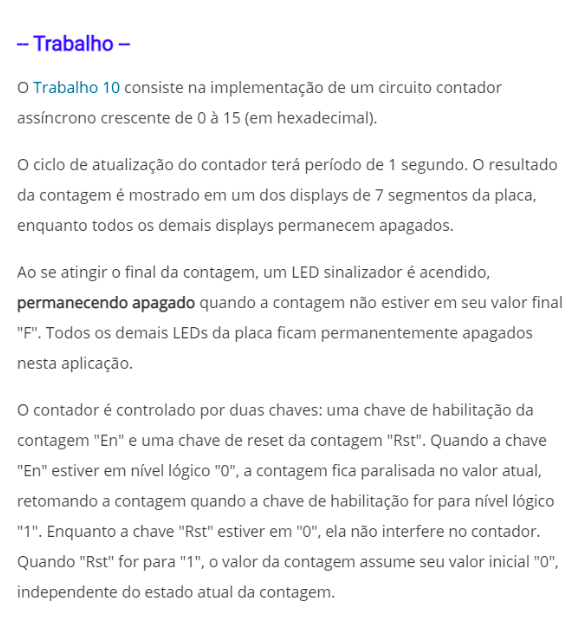 -- Trabalho --
O Trabalho 10 consiste na implementação de um circuito contador
assíncrono crescente de 0 à 15 (em hexadecimal).
O ciclo de atualização do contador terá período de 1 segundo. O resultado
da contagem é mostrado em um dos displays de 7 segmentos da placa,
enquanto todos os demais displays permanecem apagados.
Ao se atingir o final da contagem, um LED sinalizador é acendido,
permanecendo apagado quando a contagem não estiver em seu valor final
"F". Todos os demais LEDs da placa ficam permanentemente apagados
nesta aplicação.
O contador é controlado por duas chaves: uma chave de habilitação da
contagem "En" e uma chave de reset da contagem "Rst". Quando a chave
"En" estiver em nível lógico "0", a contagem fica paralisada no valor atual,
retomando a contagem quando a chave de habilitação for para nível lógico
"1". Enquanto a chave "Rst" estiver em "0", ela não interfere no contador.
Quando "Rst" for para "1", o valor da contagem assume seu valor inicial "0",
independente do estado atual da contagem.